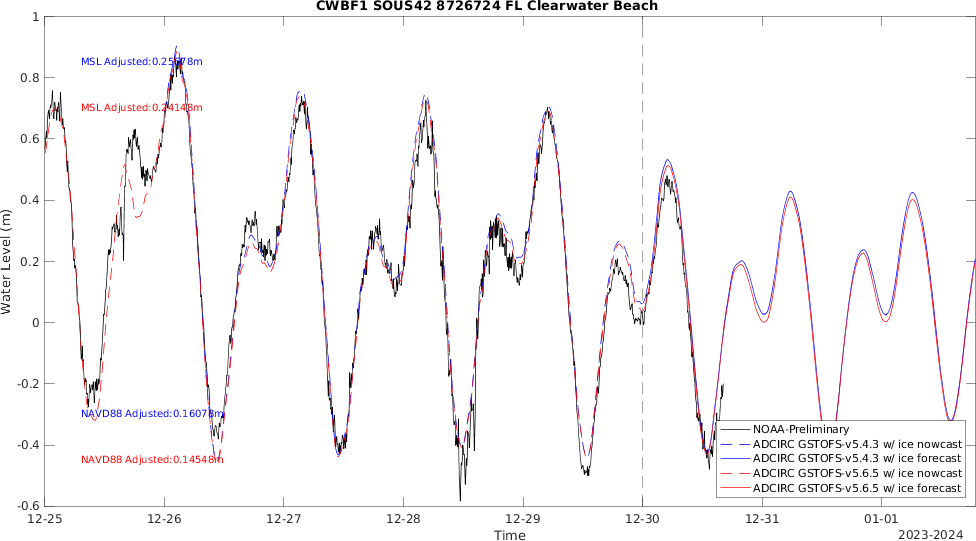 CWBF1 SOUS42 8726724 FL Clearwater Beach
1
0.8
0.6
0.4
0.2
0
-0.2
-0.4
-0.6
Water Level (m)
MSL Adjusted:0.25678m
MSL Adjusted:0.24148m
NAVD88 Adjusted:0.16078m
NAVD88 Adjusted:0.14548m
NOAA-Preliminary
ADCIRC GSTOFS-v5.4.3 w/ ice nowcast
ADCIRC GSTOFS-v5.4.3 w/ ice forecast
ADCIRC GSTOFS-v5.6.5 w/ ice nowcast
ADCIRC GSTOFS-v5.6.5 w/ ice forecast
12-25 12-26 12-27 12-28 12-29 12-30 12-31 01-01
Time
2023-2024